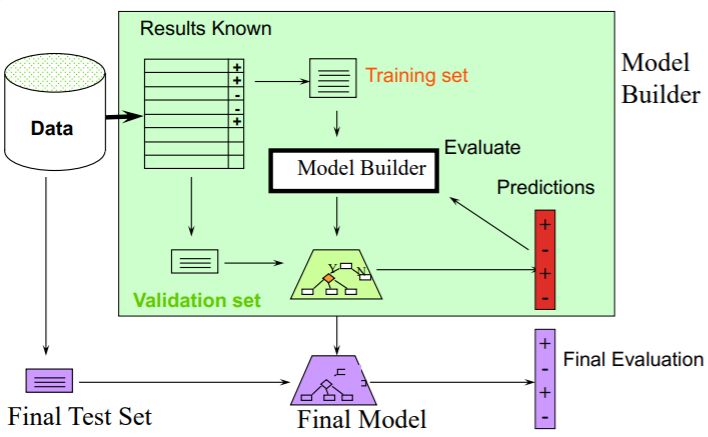 Results Known
Model
Builder
+
+
-
-
+
Training set
Data
Evaluate
Model Builder
Predictions
+
-
+
-
Y
N
Validation set
+
-
+
-
Final Evaluation
Final Test Set
Final Model